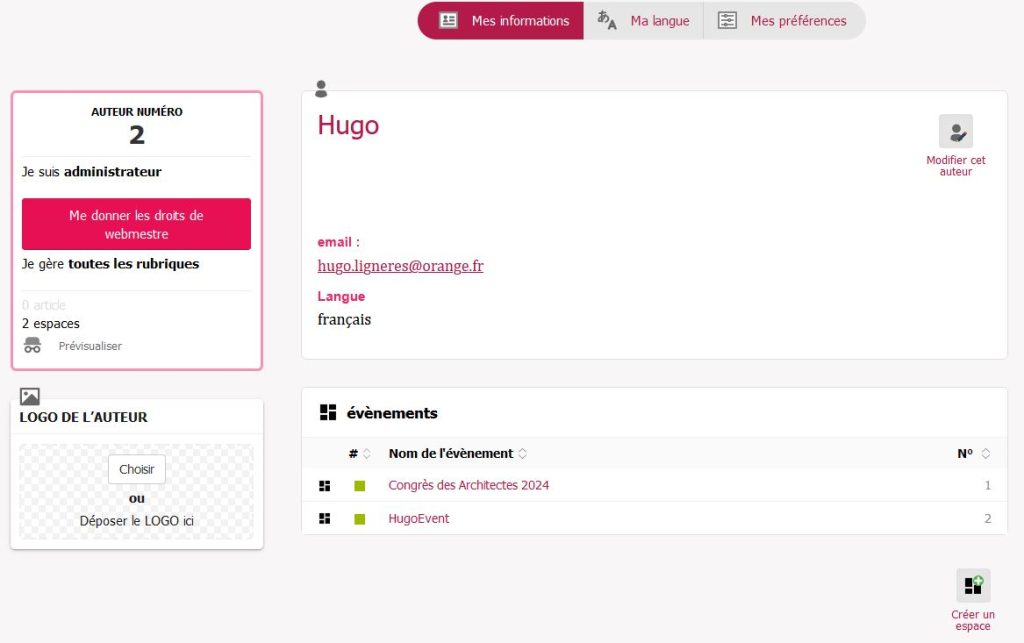 Mes informations
Ma langue
Mes préférences
AUTEUR NUMÉRO
2
Je suis administrateur
Me donner les droits de
webmestre
Je gère toutes les rubriques
0 article
2 espaces
Prévisualiser
LOGO DE L’AUTEUR
Choisir
ou
Déposer le LOGO ici
Hugo
Modifier cet
auteur
email :
hugo.ligneres@orange.fr
Langue
français
évènements
# Nom de l'évènement N°
Congrès des Architectes 2024 1
HugoEvent 2
Créer un
espace